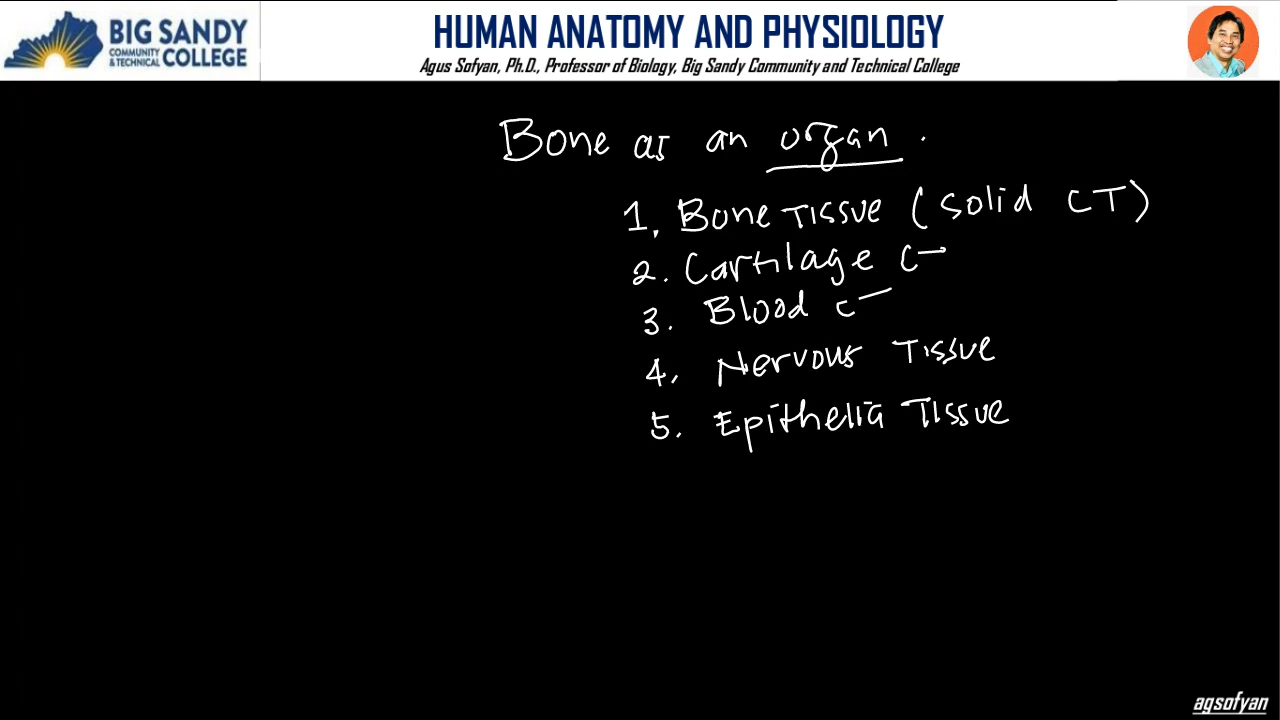 BIG SANDY
COMMUNITY
& TECHNICAL COLLEGE
HUMAN ANATOMY AND PHYSIOLOGY
Agus Sofyan, Ph.D., Professor of Biology, Big Sandy Community and Technical College
Bone as an organ.
1. Bone Tissue (solid CT)
2. Cartilage
3. Blood
4. Nervous Tissue
5. Epithelia Tissue
agsofyan